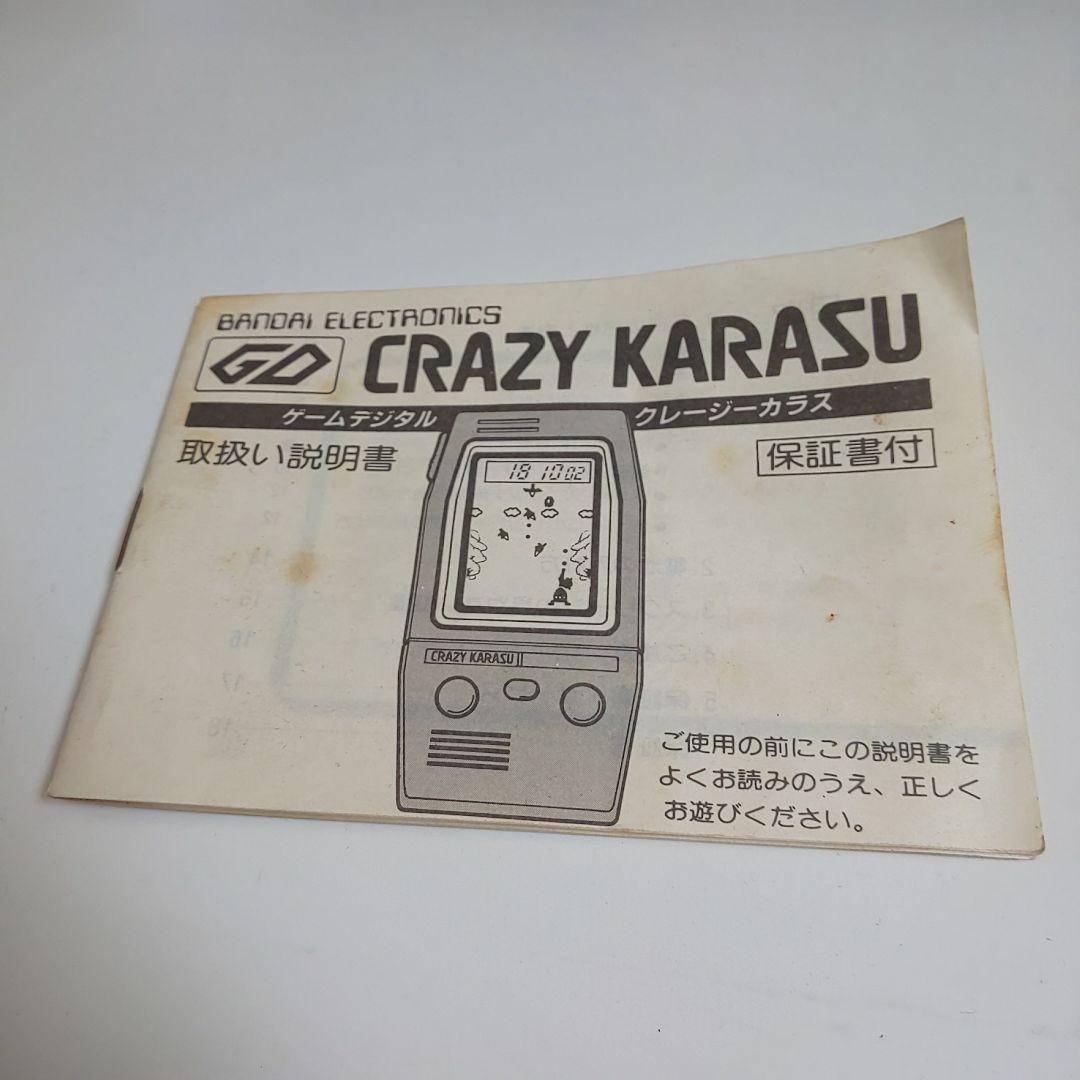 BANDAI ELECTRONICS
GD CRAZY KARASU
ゲームデジタル クレージーカラス
取扱い説明書
保証書付
18 10 02
CRAZY KARASU
ご使用の前にこの説明書を
よくお読みのうえ、正しく
お遊びください。